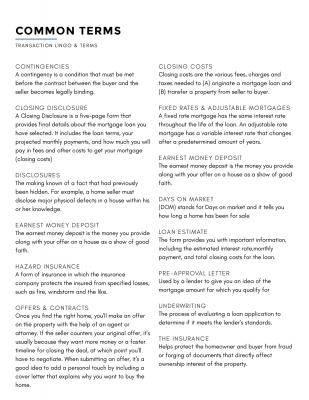 COMMON TERMS
TRANSACTION LINGO & TERMS
CONTINGENCIES
A contingency is a condition that must be met
before the contract between the buyer and the
seller becomes legally binding.
CLOSING DISCLOSURE
A Closing Disclosure is a five-page form that
provides final details about the mortgage loan you
have selected. It includes the loan terms, your
projected monthly payments, and how much you will
pay in fees and other costs to get your mortgage
(closing costs)
DISCLOSURES
The making known of a fact that had previously
been hidden. For example, a home seller must
disclose major physical defects in a house within his
or her knowledge.
EARNEST MONEY DEPOSIT
The earnest money deposit is the money you provide
along with your offer on a house as a show of good
faith.
HAZARD INSURANCE
A form of insurance in which the insurance
company protects the insured from specified losses,
such as fire, windstorm and the like.
OFFERS & CONTRACTS
Once you find the right home, you'll make an offer
on the property with the help of an agent or
attorney. If the seller counters your original offer, it's
usually because they want more money or a faster
timeline for closing the deal, at which point you'll
have to negotiate. When submitting an offer, it's a
good idea to add a personal touch by including a
cover letter that explains why you want to buy the
home.
CLOSING COSTS
Closing costs are the various fees, charges and
taxes needed to (A) originate a mortgage loan and
(B) transfer a property from seller to buyer.
FIXED RATES & ADJUSTABLE MORTGAGES
A fixed rate mortgage has the same interest rate
throughout the life of the loan. An adjustable rate
mortgage has a variable interest rate that changes
after a predetermined amount of years.
EARNEST MONEY DEPOSIT
The earnest money deposit is the money you provide
along with your offer on a house as a show of good
faith.
DAYS ON MARKET
(DOM) stands for Days on market and it tells you
how long a home has been for sale
LOAN ESTIMATE
The form provides you with important information,
including the estimated interest rate,monthly
payment, and total closing costs for the loan.
PRE-APPROVAL LETTER
Used by a lender to give you an idea of the
mortgage amount for which you qualify for
UNDERWRITING
The process of evaluating a loan application to
determine if it meets the lender's standards.
THE INSURANCE
Helps protect the homeowner and buyer from fraud
or forging of documents that directly affect
ownership interest of the property.